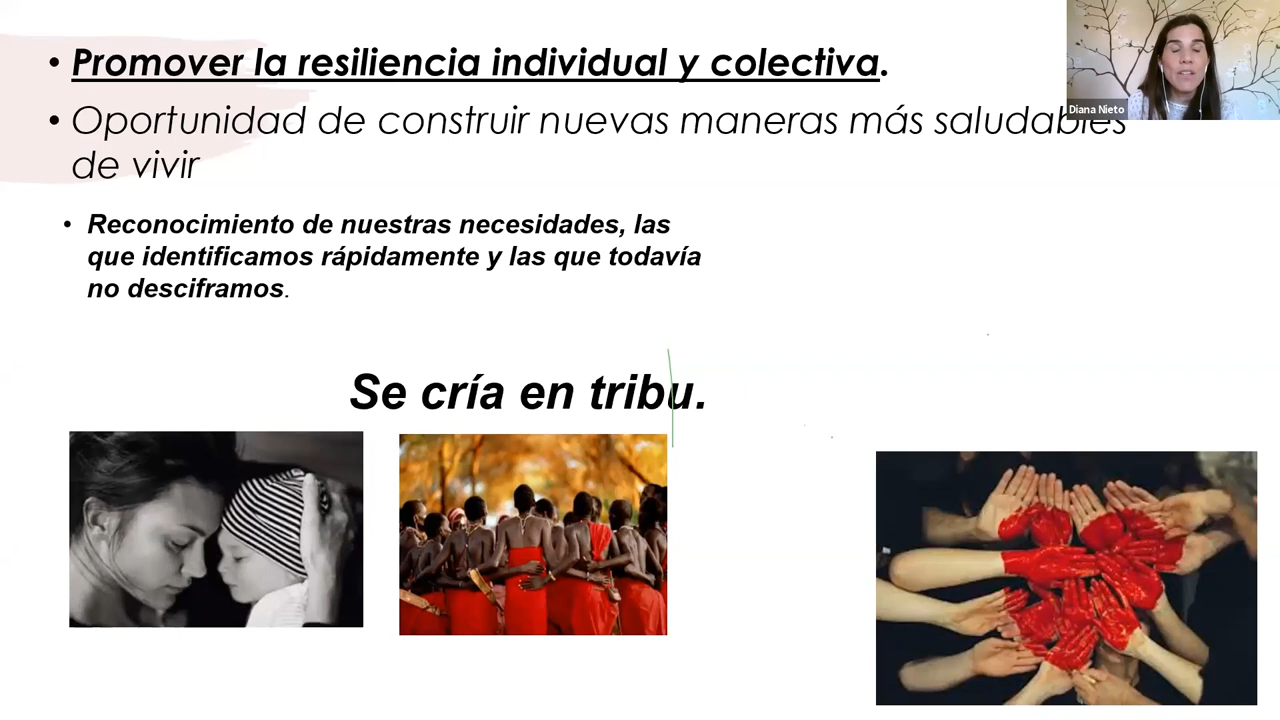 • Promover la resiliencia individual y colectiva.
• Oportunidad de construir nuevas maneras más saludables
de vivir
• Reconocimiento de nuestras necesidades, las
que identificamos rápidamente y las que todavía
no desciframos.
Se cría en tribu.
Diana Nieto